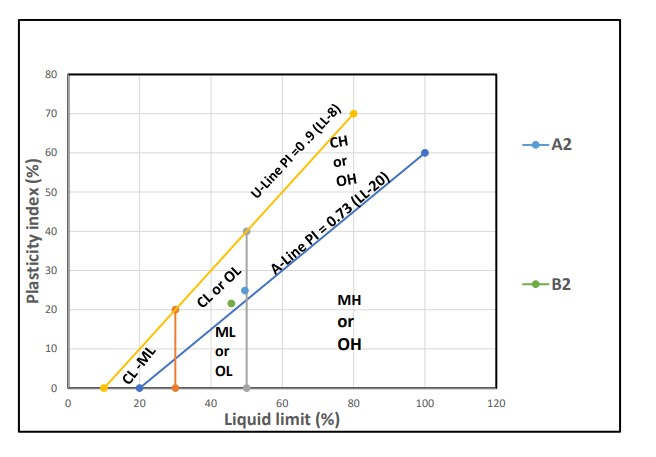 80
70
60
50
40
30
20
10
0
0 20 40 60 80 100 120
Plasticity index (%)
Liquid limit (%)
U-Line PI =0 .9 (LL-8)
A-Line PI = 0.73 (LL-20)
CH
or
OH
CL or OL
CL -ML
ML
or
OL
MH
or
OH
A2
B2